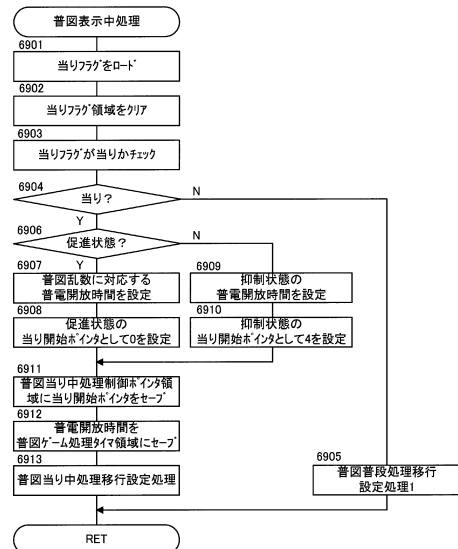 普図表示中処理
6901
当りフラグをロード
6902
当りフラグ領域をクリア
6903
当りフラグが当りかチェック
6904
当り？
N
Y
6906
促進状態？
N
Y
6907
普図乱数に対応する
普電開放時間を設定
6909
抑制状態の
普電開放時間を設定
6908
促進状態の
当り開始ポインタとして0を設定
6910
抑制状態の
当り開始ポインタとして4を設定
6911
普図当り中処理制御ポインタ領
域に当り開始ポインタをセーブ
6912
普電開放時間を
普図ゲーム処理タイマ領域にセーブ
6913
普図当り中処理移行設定処理
6905
普図普段処理移行
設定処理1
RET